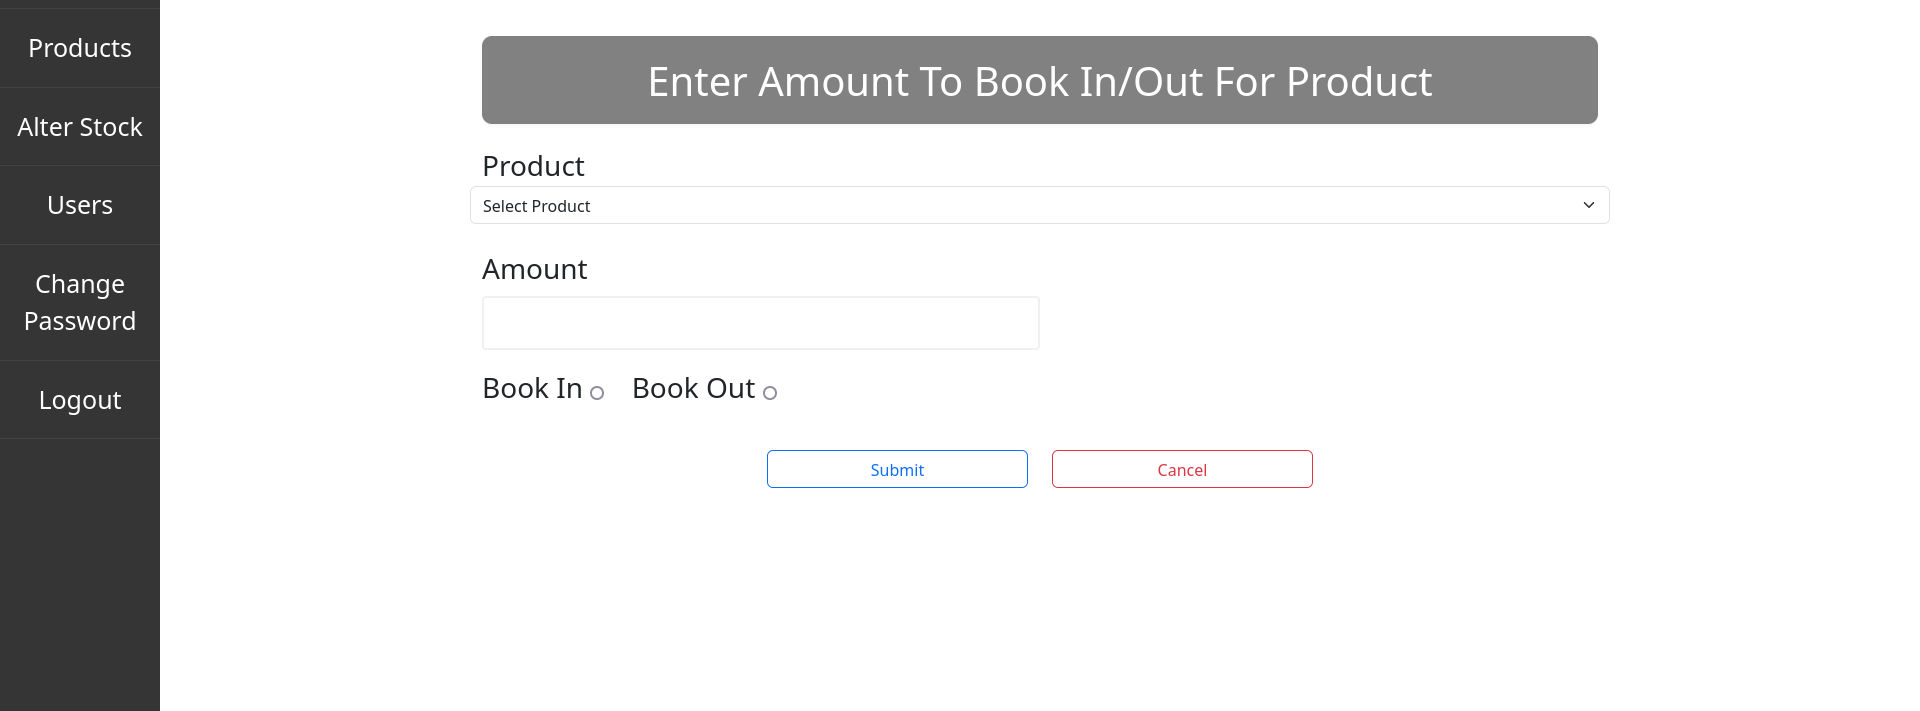 Products
Alter Stock
Users
Change
Password
Logout
Enter Amount To Book In/Out For Product
Product
Select Product
Amount
Book In Book Out
Submit Cancel